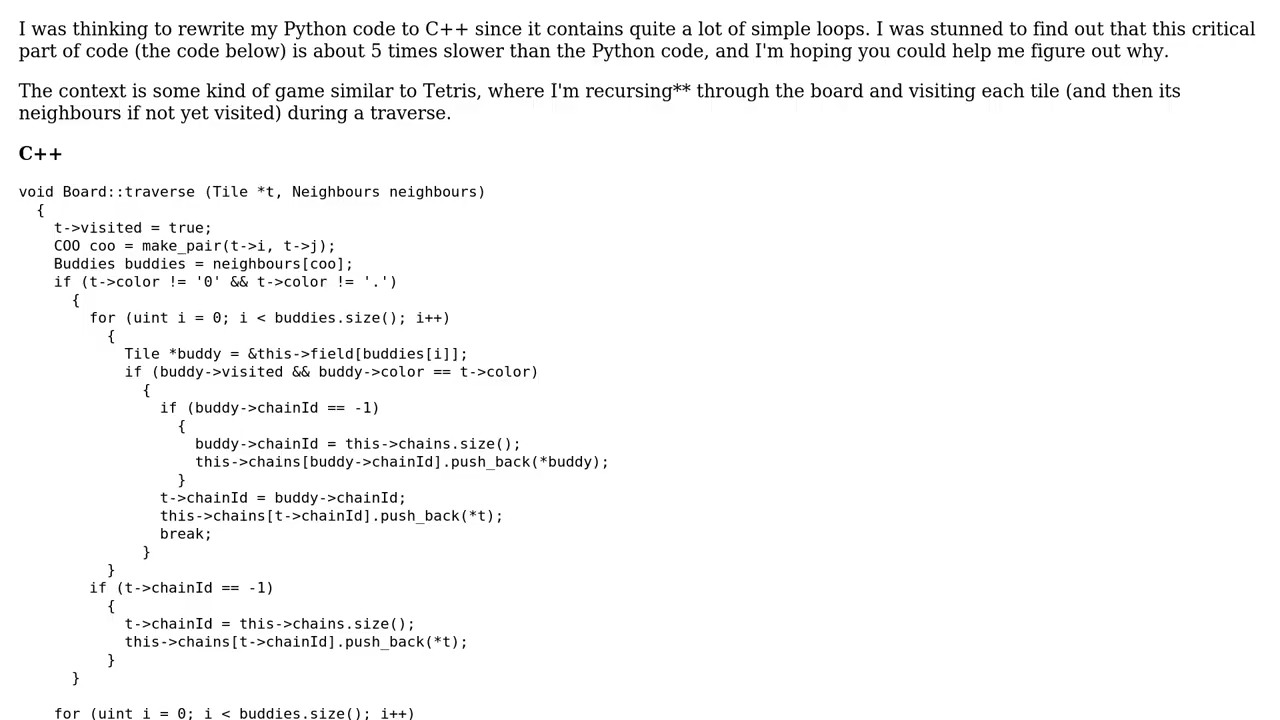 I was thinking to rewrite my Python code to C++ since it contains quite a lot of simple loops. I was stunned to find out that this critical
part of code (the code below) is about 5 times slower than the Python code, and I'm hoping you could help me figure out why.
The context is some kind of game similar to Tetris, where I'm recursing** through the board and visiting each tile (and then its
neighbours if not yet visited) during a traverse.
C++
void Board::traverse (Tile *t, Neighbours neighbours)
  {
    t->visited = true;
    COO coo = make_pair(t->i, t->j);
    Buddies buddies = neighbours[coo];
    if (t->color != '0' && t->color != '.')
      {
        for (uint i = 0; i < buddies.size(); i++)
          {
            Tile *buddy = &this->field[buddies[i]];
            if (buddy->visited && buddy->color == t->color)
              {
                if (buddy->chainId == -1)
                  {
                    buddy->chainId = this->chains.size();
                    this->chains[buddy->chainId].push_back(*buddy);
                  }
                t->chainId = buddy->chainId;
                this->chains[t->chainId].push_back(*t);
                break;
              }
          }
        if (t->chainId == -1)
          {
            t->chainId = this->chains.size();
            this->chains[t->chainId].push_back(*t);
          }
      }
    for (uint i = 0; i < buddies.size(); i++)